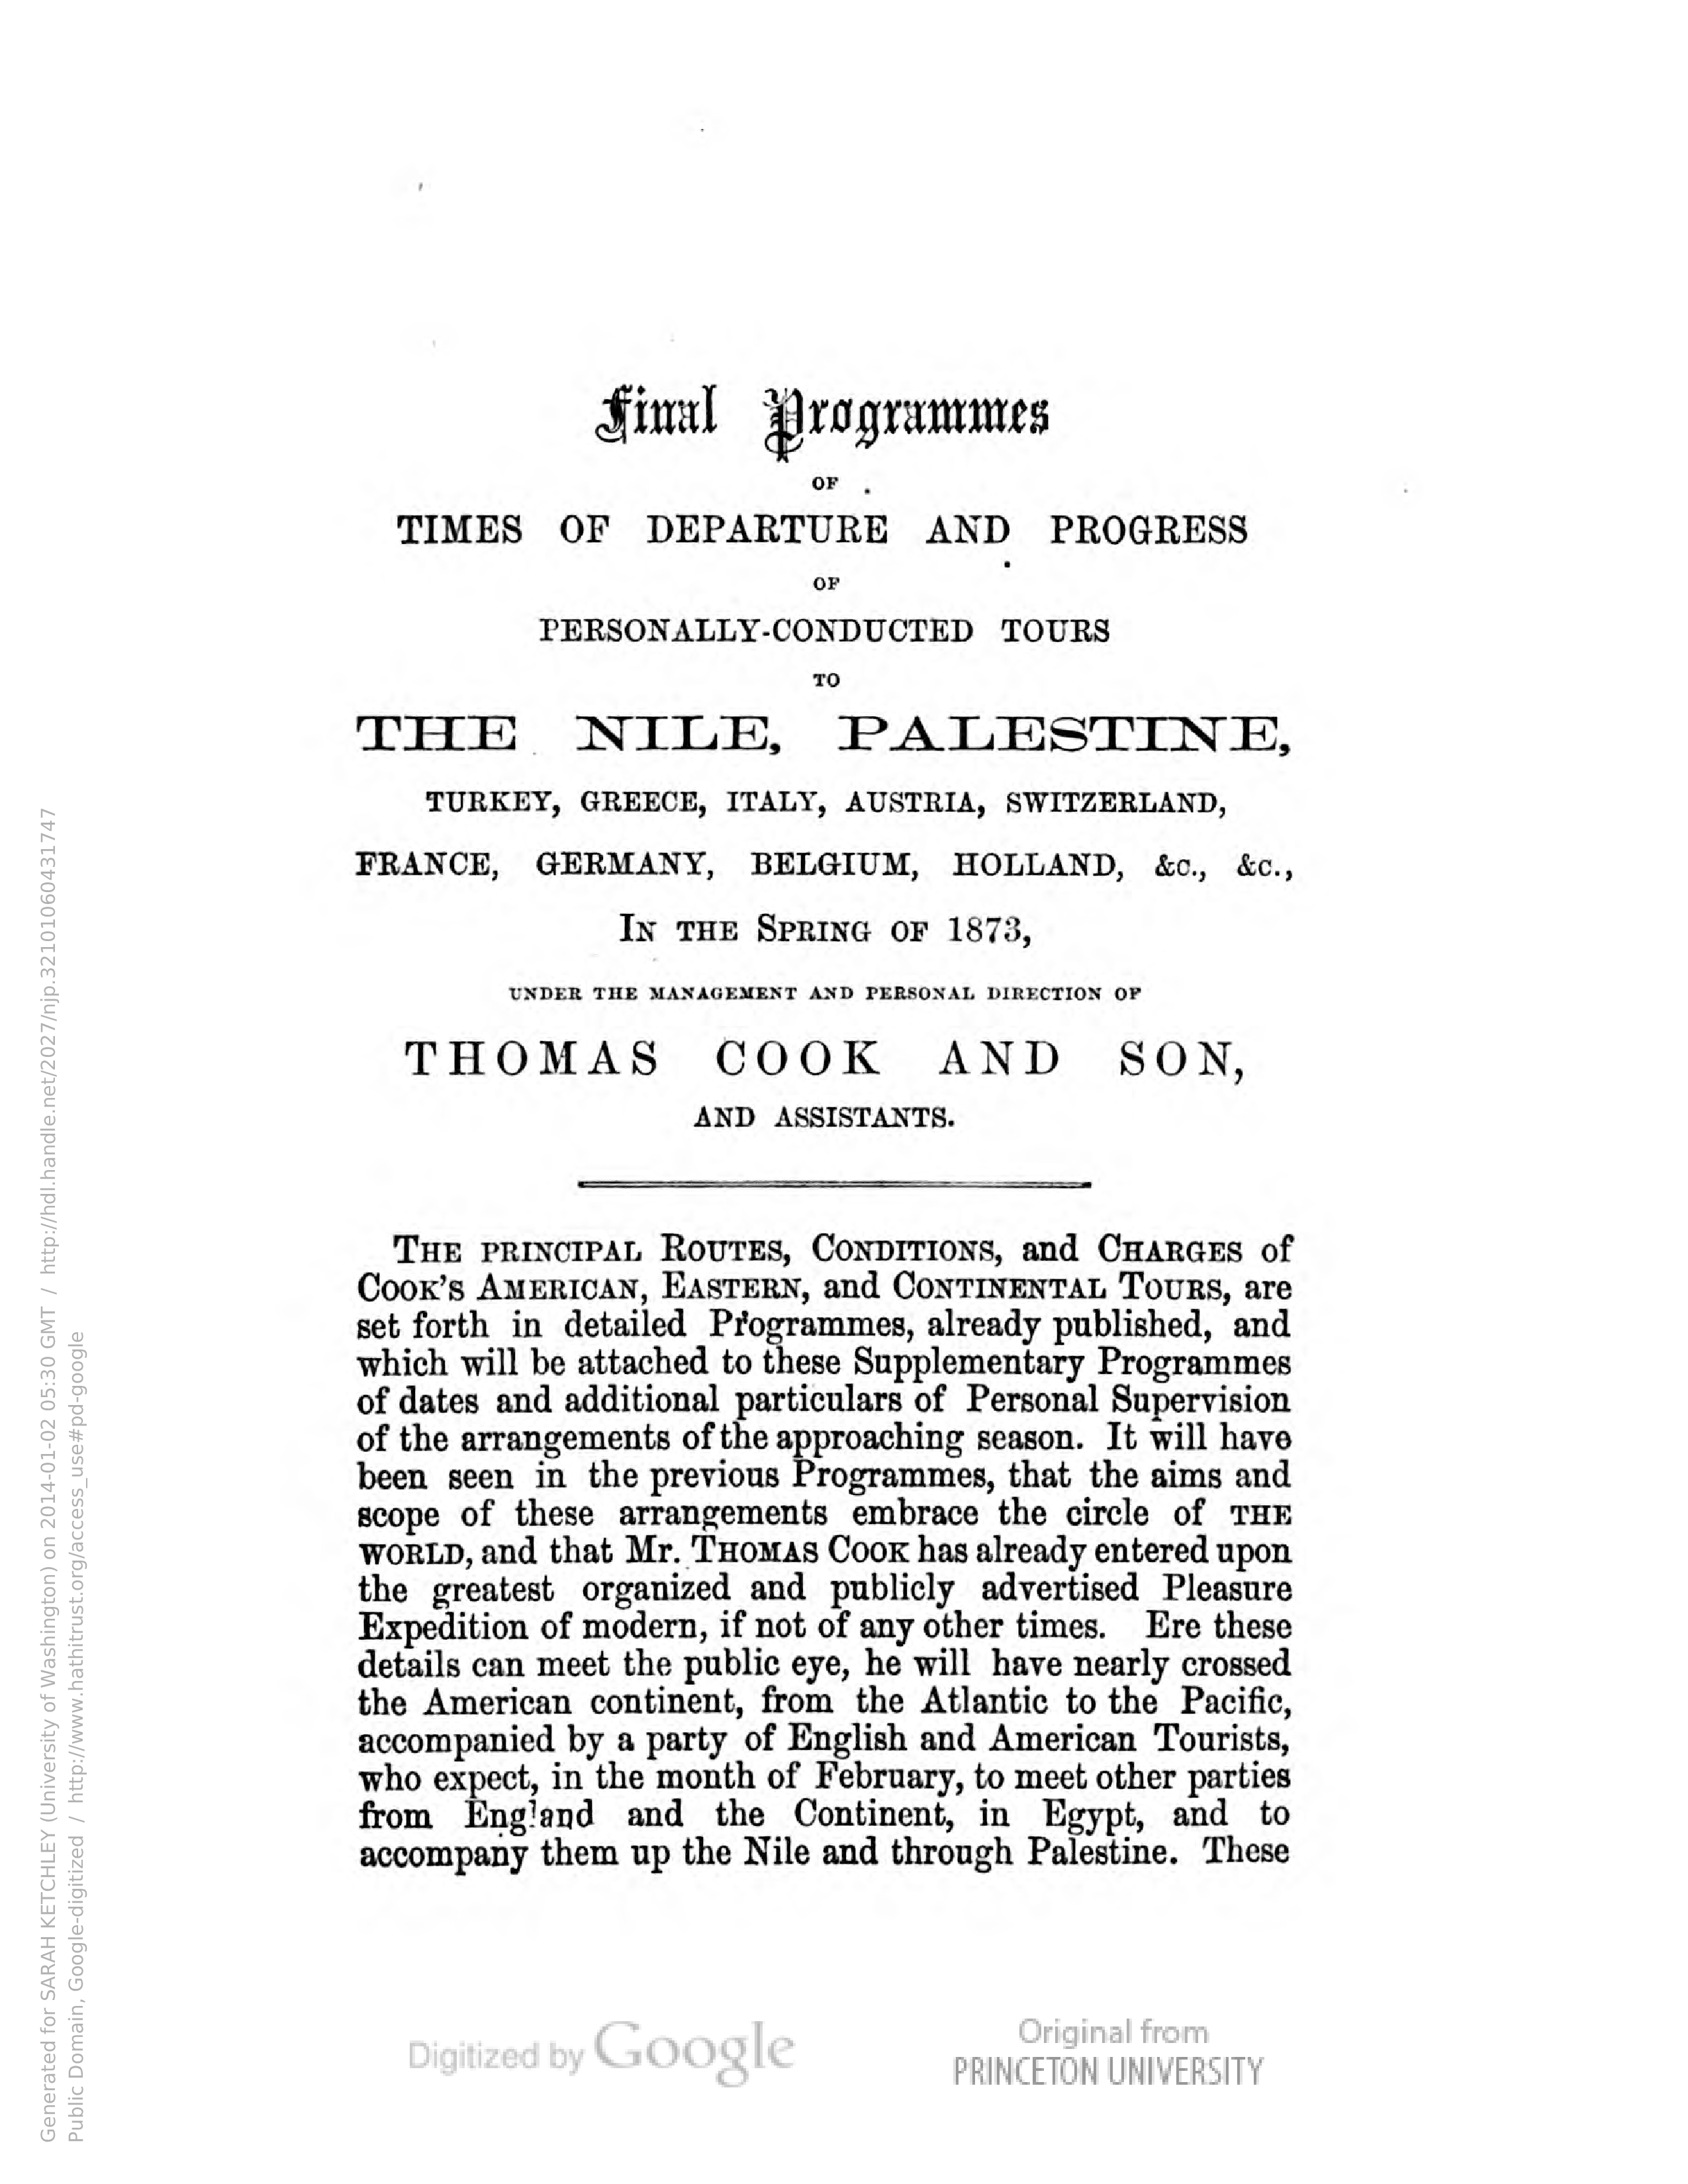 Final Programmes
OF
TIMES OF DEPARTURE AND PROGRESS
OF
PERSONALLY-CONDUCTED TOURS
TO
THE NILE, PALESTINE,
TURKEY, GREECE, ITALY, AUSTRIA, SWITZERLAND,
FRANCE, GERMANY, BELGIUM, HOLLAND, &c., &c.,
IN THE SPRING OF 1873,
UNDER THE MANAGEMENT AND PERSONAL DIRECTION OF
THOMAS COOK AND SON,
AND ASSISTANTS.
THE PRINCIPAL ROUTES, CONDITIONS, and CHARGES of
COOK'S AMERICAN, EASTERN, and CONTINENTAL TOURS, are
set forth in detailed Programmes, already published, and
which will be attached to these Supplementary Programmes
of dates and additional particulars of Personal Supervision
of the arrangements of the approaching season. It will have
been seen in the previous Programmes, that the aims and
scope of these arrangements embrace the circle of THE
WORLD, and that Mr. THOMAS COOK has already entered upon
the greatest organized and publicly advertised Pleasure
Expedition of modern, if not of any other times. Ere these
details can meet the public eye, he will have nearly crossed
the American continent, from the Atlantic to the Pacific,
accompanied by a party of English and American Tourists,
who expect, in the month of February, to meet other parties
from England and the Continent, in Egypt, and to
accompany them up the Nile and through Palestine. These
Digitized by Google
Original from
PRINCETON UNIVERSITY
Generated for SARAH KETCHLEY (University of Washington) on 2014-01-02 05:30 GMT / http://hdl.handle.net/2027/njp.32101060431747
Public Domain, Google-digitized / http://www.hathitrust.org/access_use#pd-google